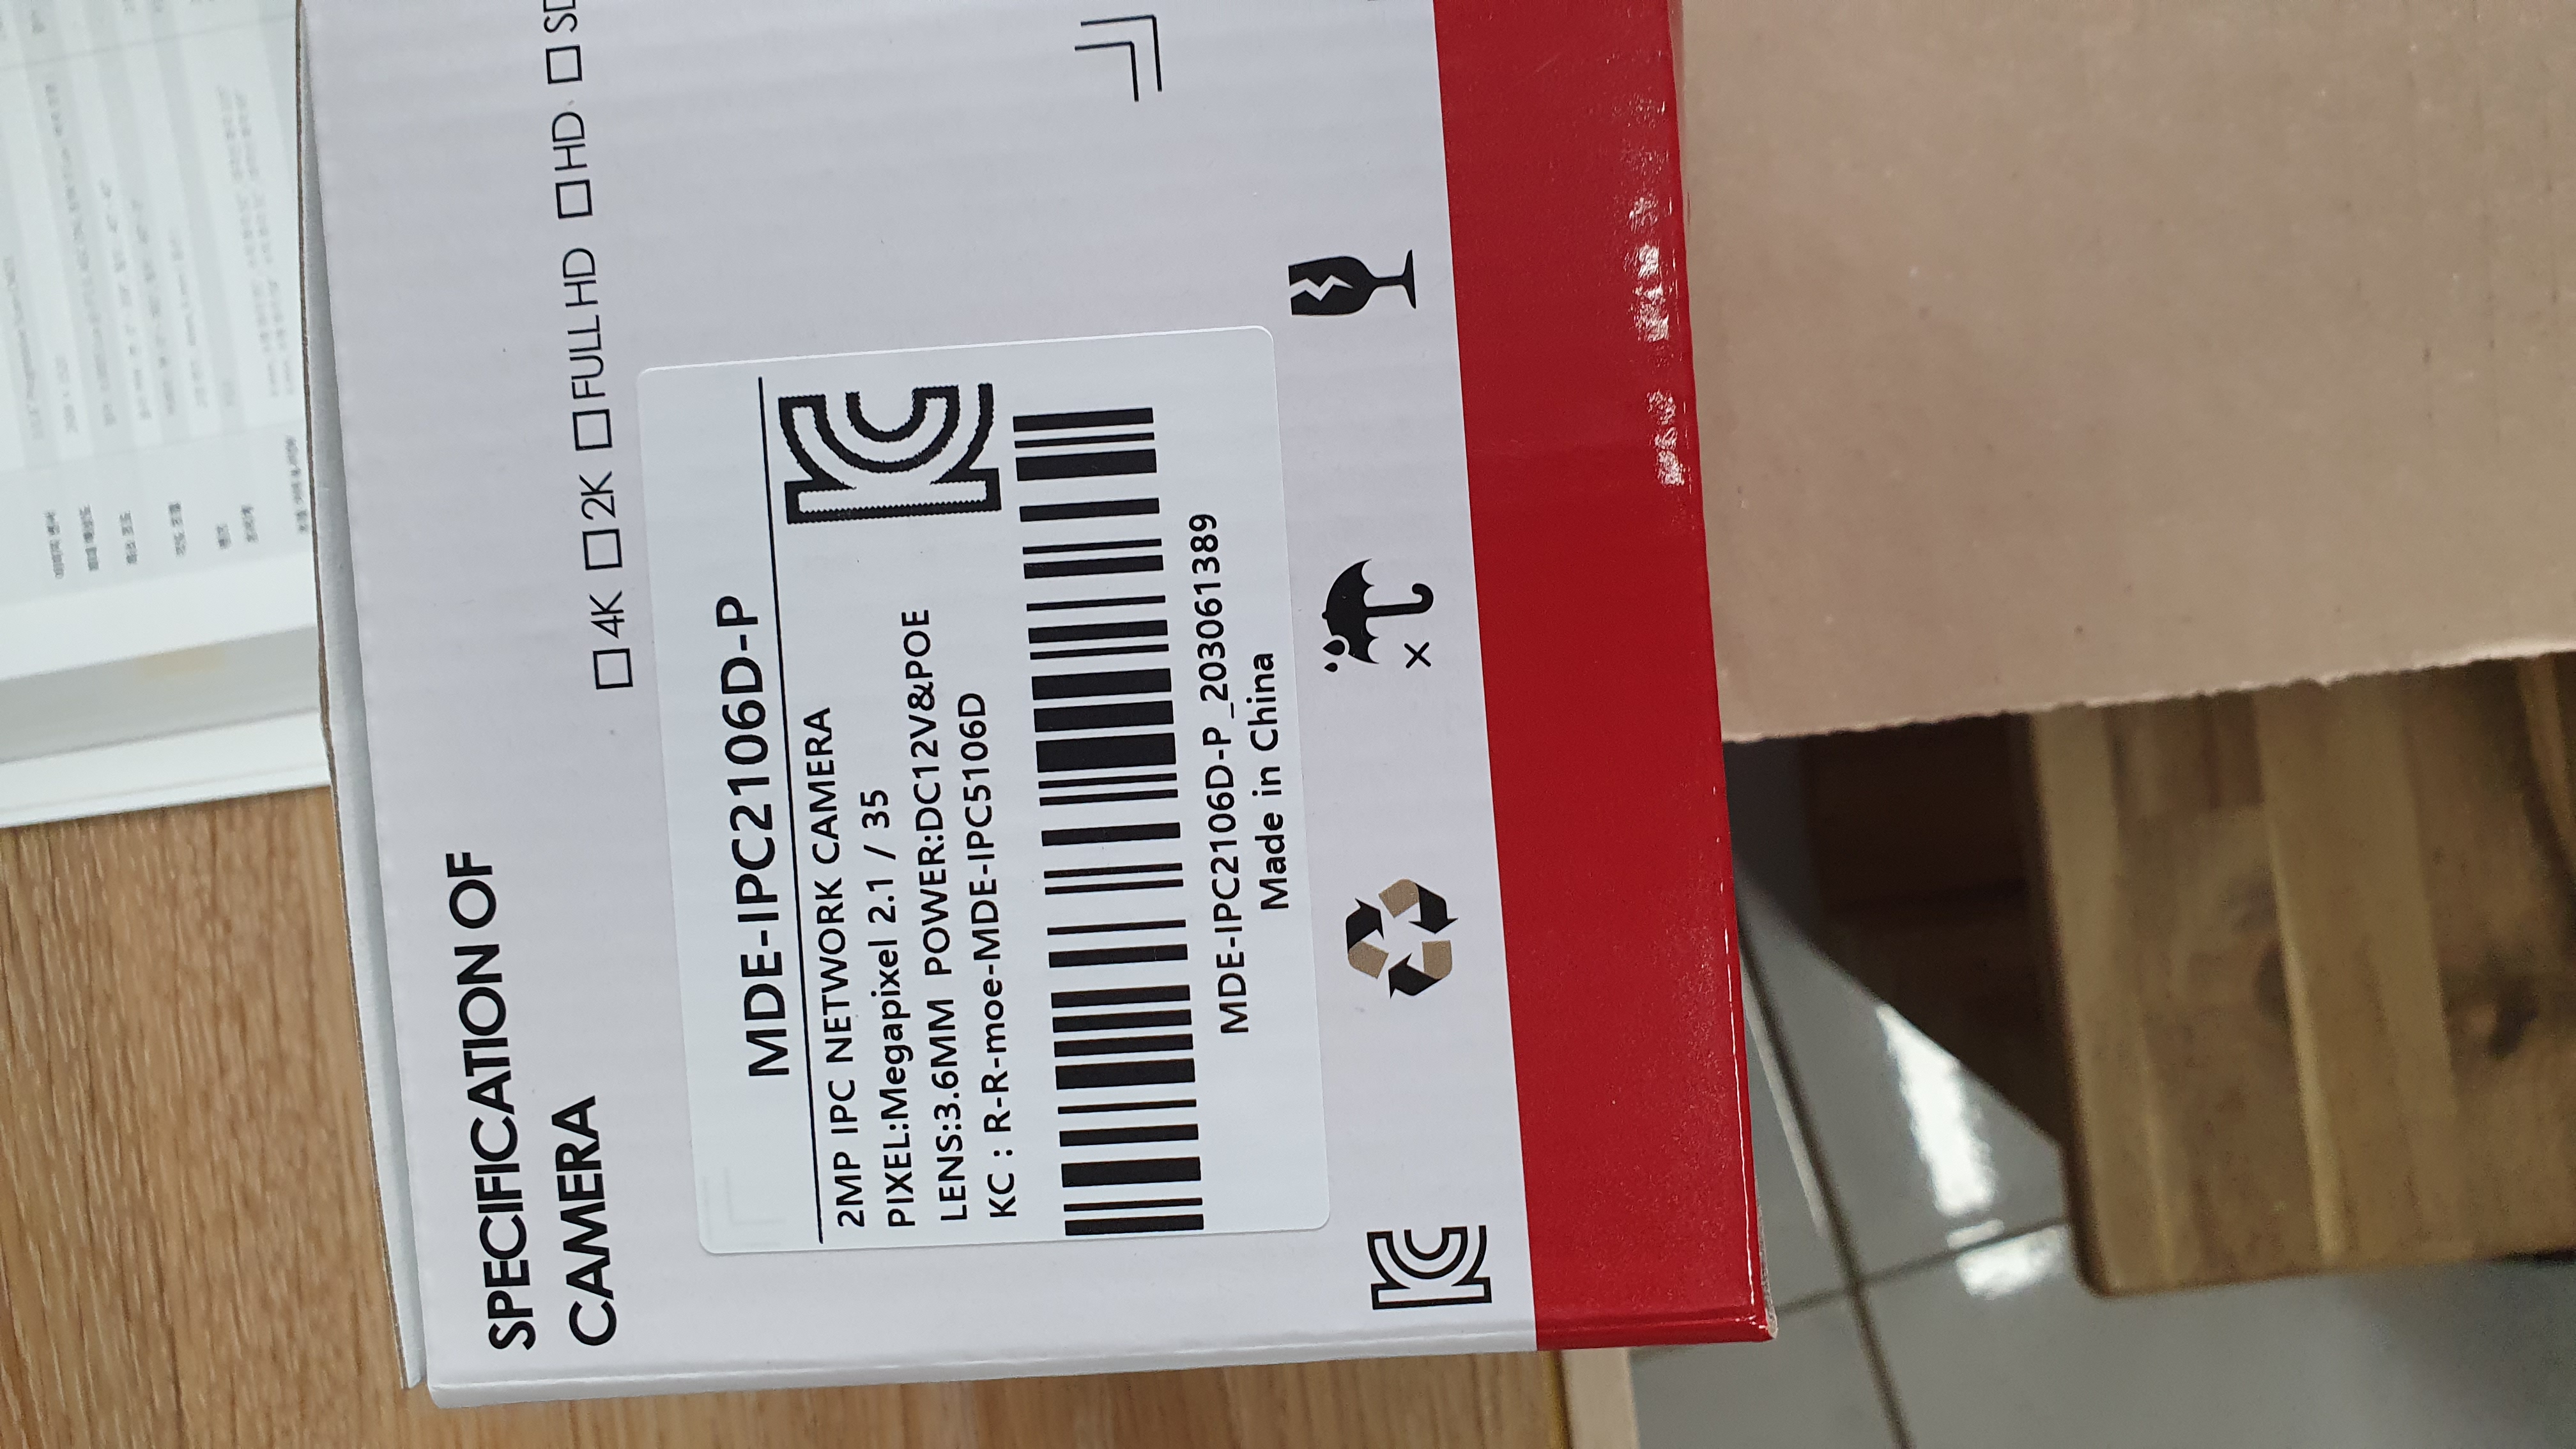 SPECIFICATION OF
CAMERA
□ 4K □ 2K □ FULL HD □ HD □ SD
MDE-IPC2106D-P
2MP IPC NETWORK CAMERA
PIXEL:Megapixel 2.1 / 35
LENS:3.6MM POWER:DC12V&POE
KC : R-R-moe-MDE-IPC5106D
MDE-IPC2106D-P_203061389
Made in China